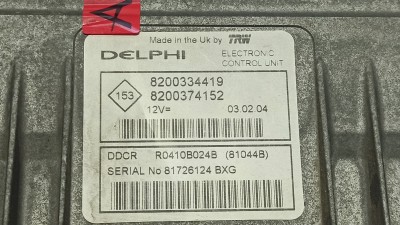 A
Made in the Uk by TRW
DELPHI
ELECTRONIC
CONTROL UNIT
8200334419
153
8200374152
12V=
03.02.04
DDCR R0410B024B (81044B)
SERIAL No 81726124 BXG